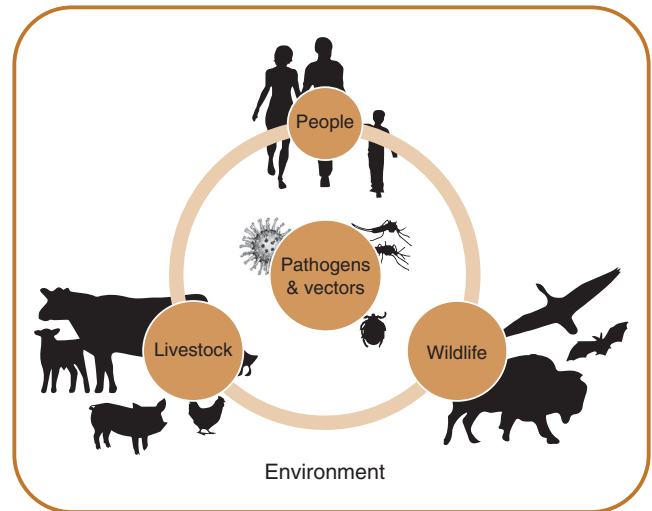 People
Pathogens
& vectors
Livestock
Wildlife
Environment